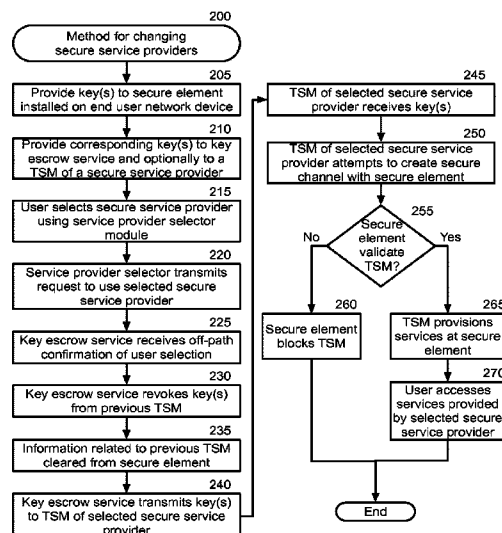 200
Method for changing
secure service providers
205
Provide key(s) to secure element
installed on end user network device
210
Provide corresponding key(s) to key
escrow service and optionally to a
TSM of a secure service provider
215
User selects secure service provider
using service provider selector
module
220
Service provider selector transmits
request to use selected secure
service provider
225
Key escrow service receives off-path
confirmation of user selection
230
Key escrow service revokes key(s)
from previous TSM
235
Information related to previous TSM
cleared from secure element
240
Key escrow service transmits key(s)
to TSM of selected secure service
provider
245
TSM of selected secure service
provider receives key(s)
250
TSM of selected secure service
provider attempts to create secure
channel with secure element
255
Secure
element
validate
TSM?
No
Yes
260
Secure element
blocks TSM
265
TSM provisions
services at secure
element
270
User accesses
services provided
by selected secure
service provider
End